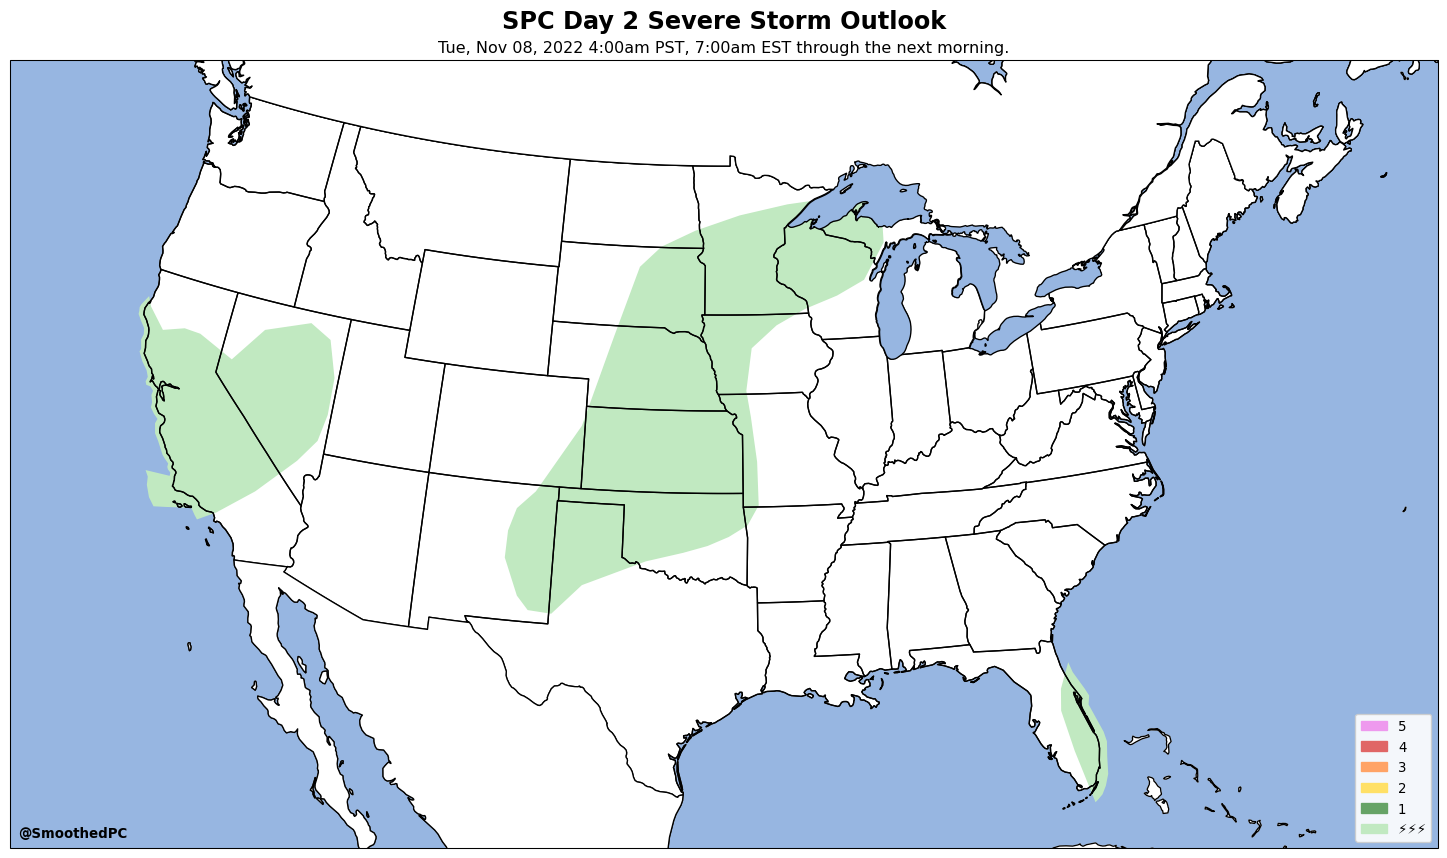 SPC Day 2 Severe Storm Outlook
Tue, Nov 08, 2022 4:00am PST, 7:00am EST through the next morning.
5
4
3
2
1
⚡⚡⚡
@SmoothedPC